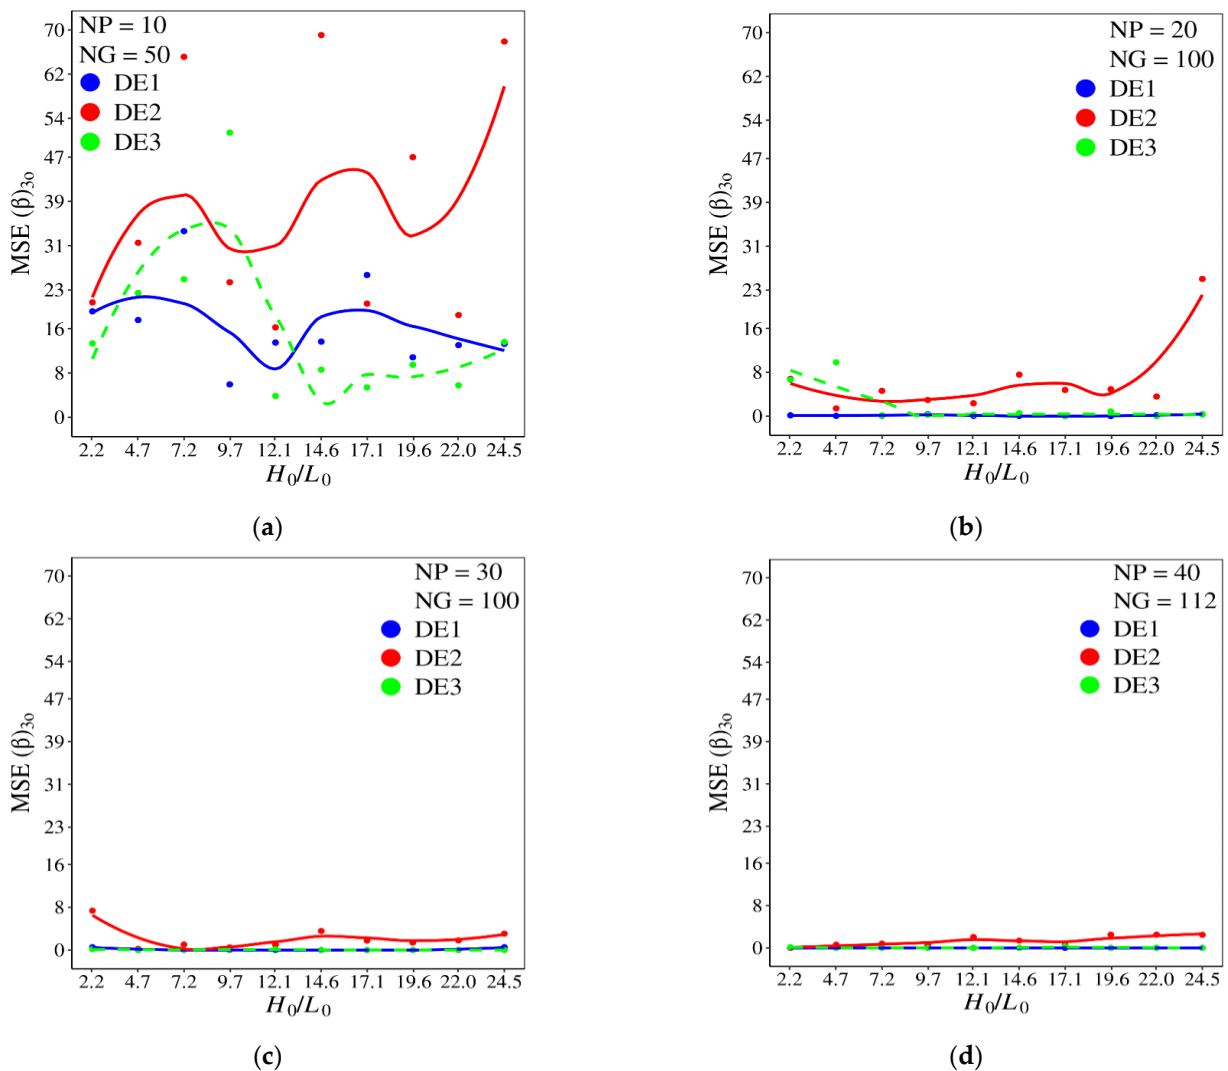 NP = 10
NG = 50
DE1
DE2
DE3
70
62
54
47
39
31
23
16
8
0
MSE (β)3o
2.2 4.7 7.2 9.7 12.1 14.6 17.1 19.6 22.0 24.5
H0/L0
(a)
NP = 20
NG = 100
DE1
DE2
DE3
70
62
54
47
39
31
23
16
8
0
MSE (β)3o
2.2 4.7 7.2 9.7 12.1 14.6 17.1 19.6 22.0 24.5
H0/L0
(b)
NP = 30
NG = 100
DE1
DE2
DE3
70
62
54
47
39
31
23
16
8
0
MSE (β)3o
2.2 4.7 7.2 9.7 12.1 14.6 17.1 19.6 22.0 24.5
H0/L0
(c)
NP = 40
NG = 112
DE1
DE2
DE3
70
62
54
47
39
31
23
16
8
0
MSE (β)3o
2.2 4.7 7.2 9.7 12.1 14.6 17.1 19.6 22.0 24.5
H0/L0
(d)